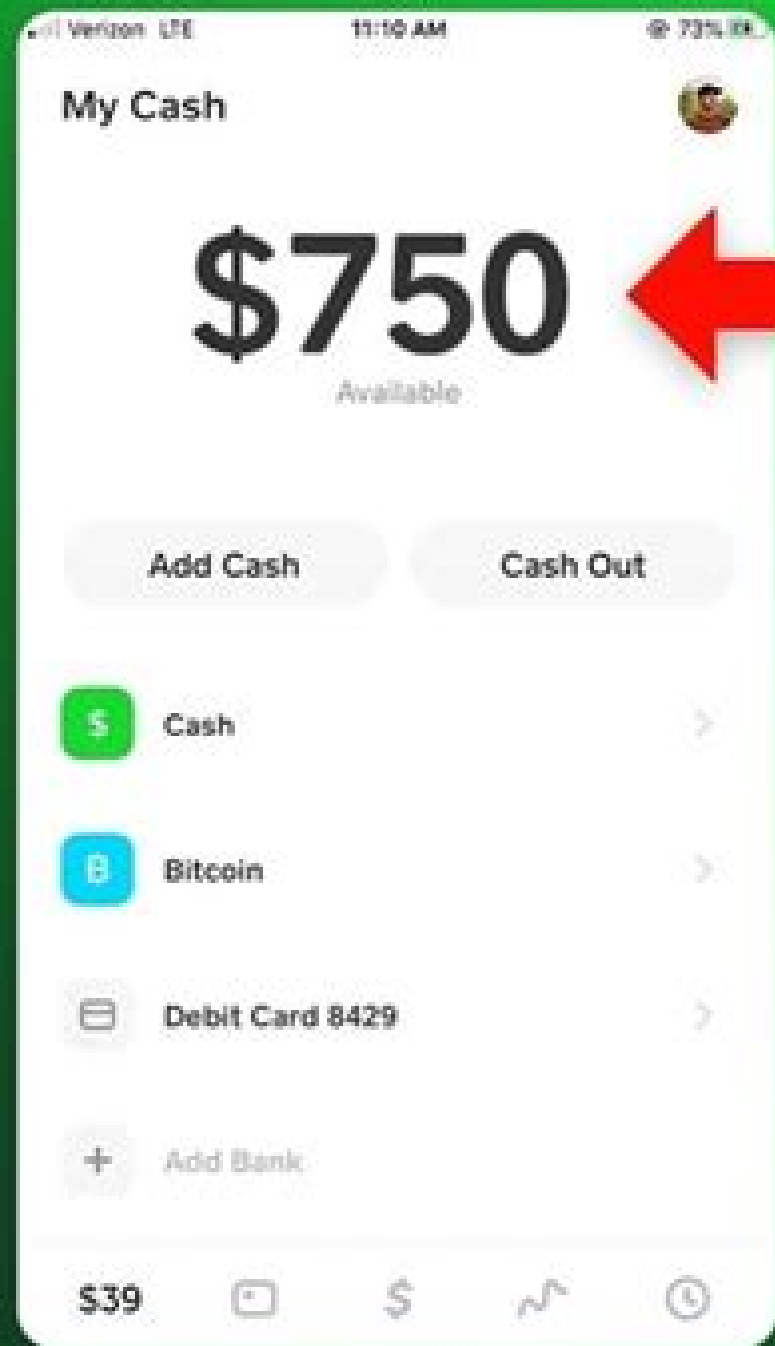 Verizon LTE 11:10 AM 72%
My Cash
$750
Available
Add Cash Cash Out
$ Cash
B Bitcoin
Debit Card 8429
+ Add Bank
$39 $